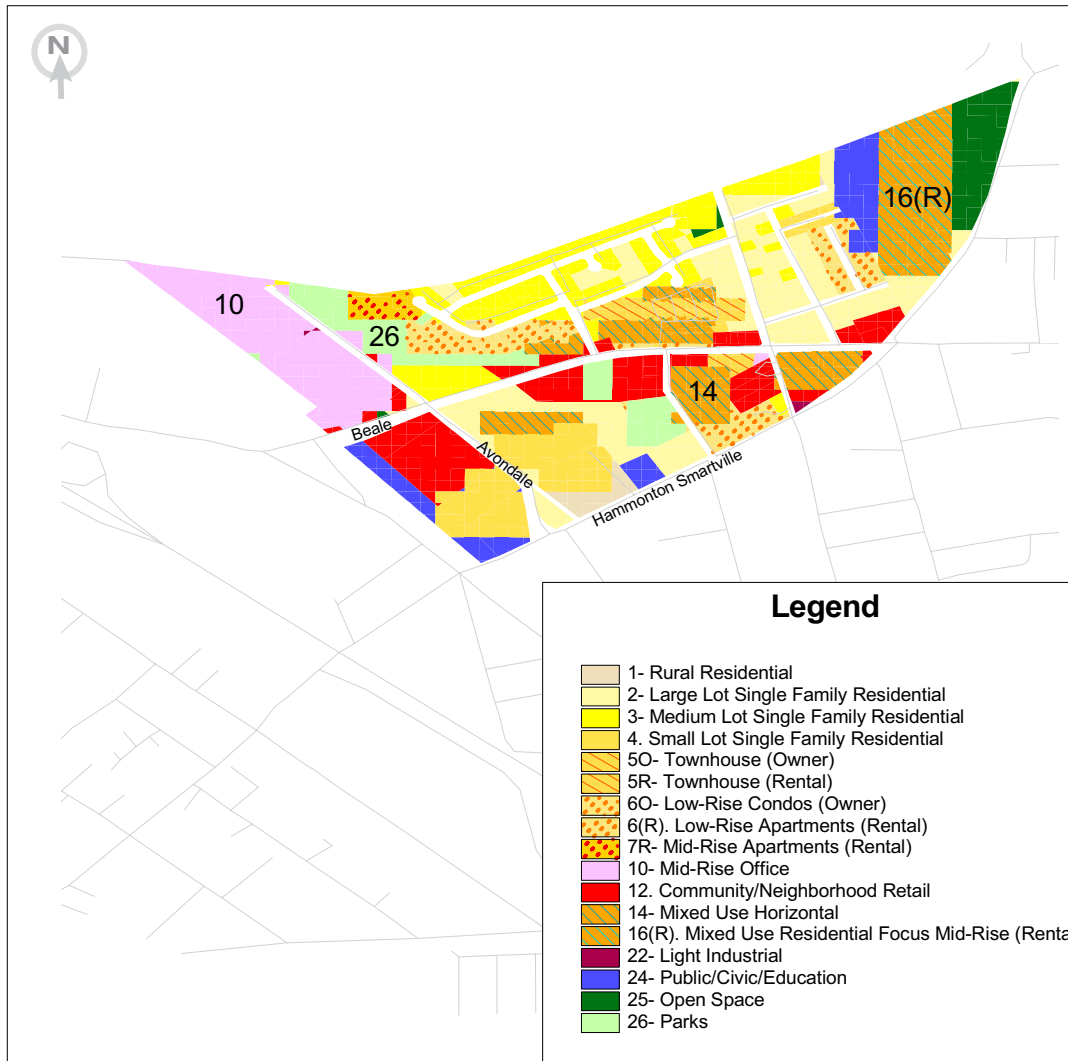 N
16(R)
10
26
14
Beale
Avondale
Hammonton Smartville
Legend
1- Rural Residential
2- Large Lot Single Family Residential
3- Medium Lot Single Family Residential
4. Small Lot Single Family Residential
5O- Townhouse (Owner)
5R- Townhouse (Rental)
6O- Low-Rise Condos (Owner)
6(R). Low-Rise Apartments (Rental)
7R- Mid-Rise Apartments (Rental)
10- Mid-Rise Office
12. Community/Neighborhood Retail
14- Mixed Use Horizontal
16(R). Mixed Use Residential Focus Mid-Rise (Renta
22- Light Industrial
24- Public/Civic/Education
25- Open Space
26- Parks